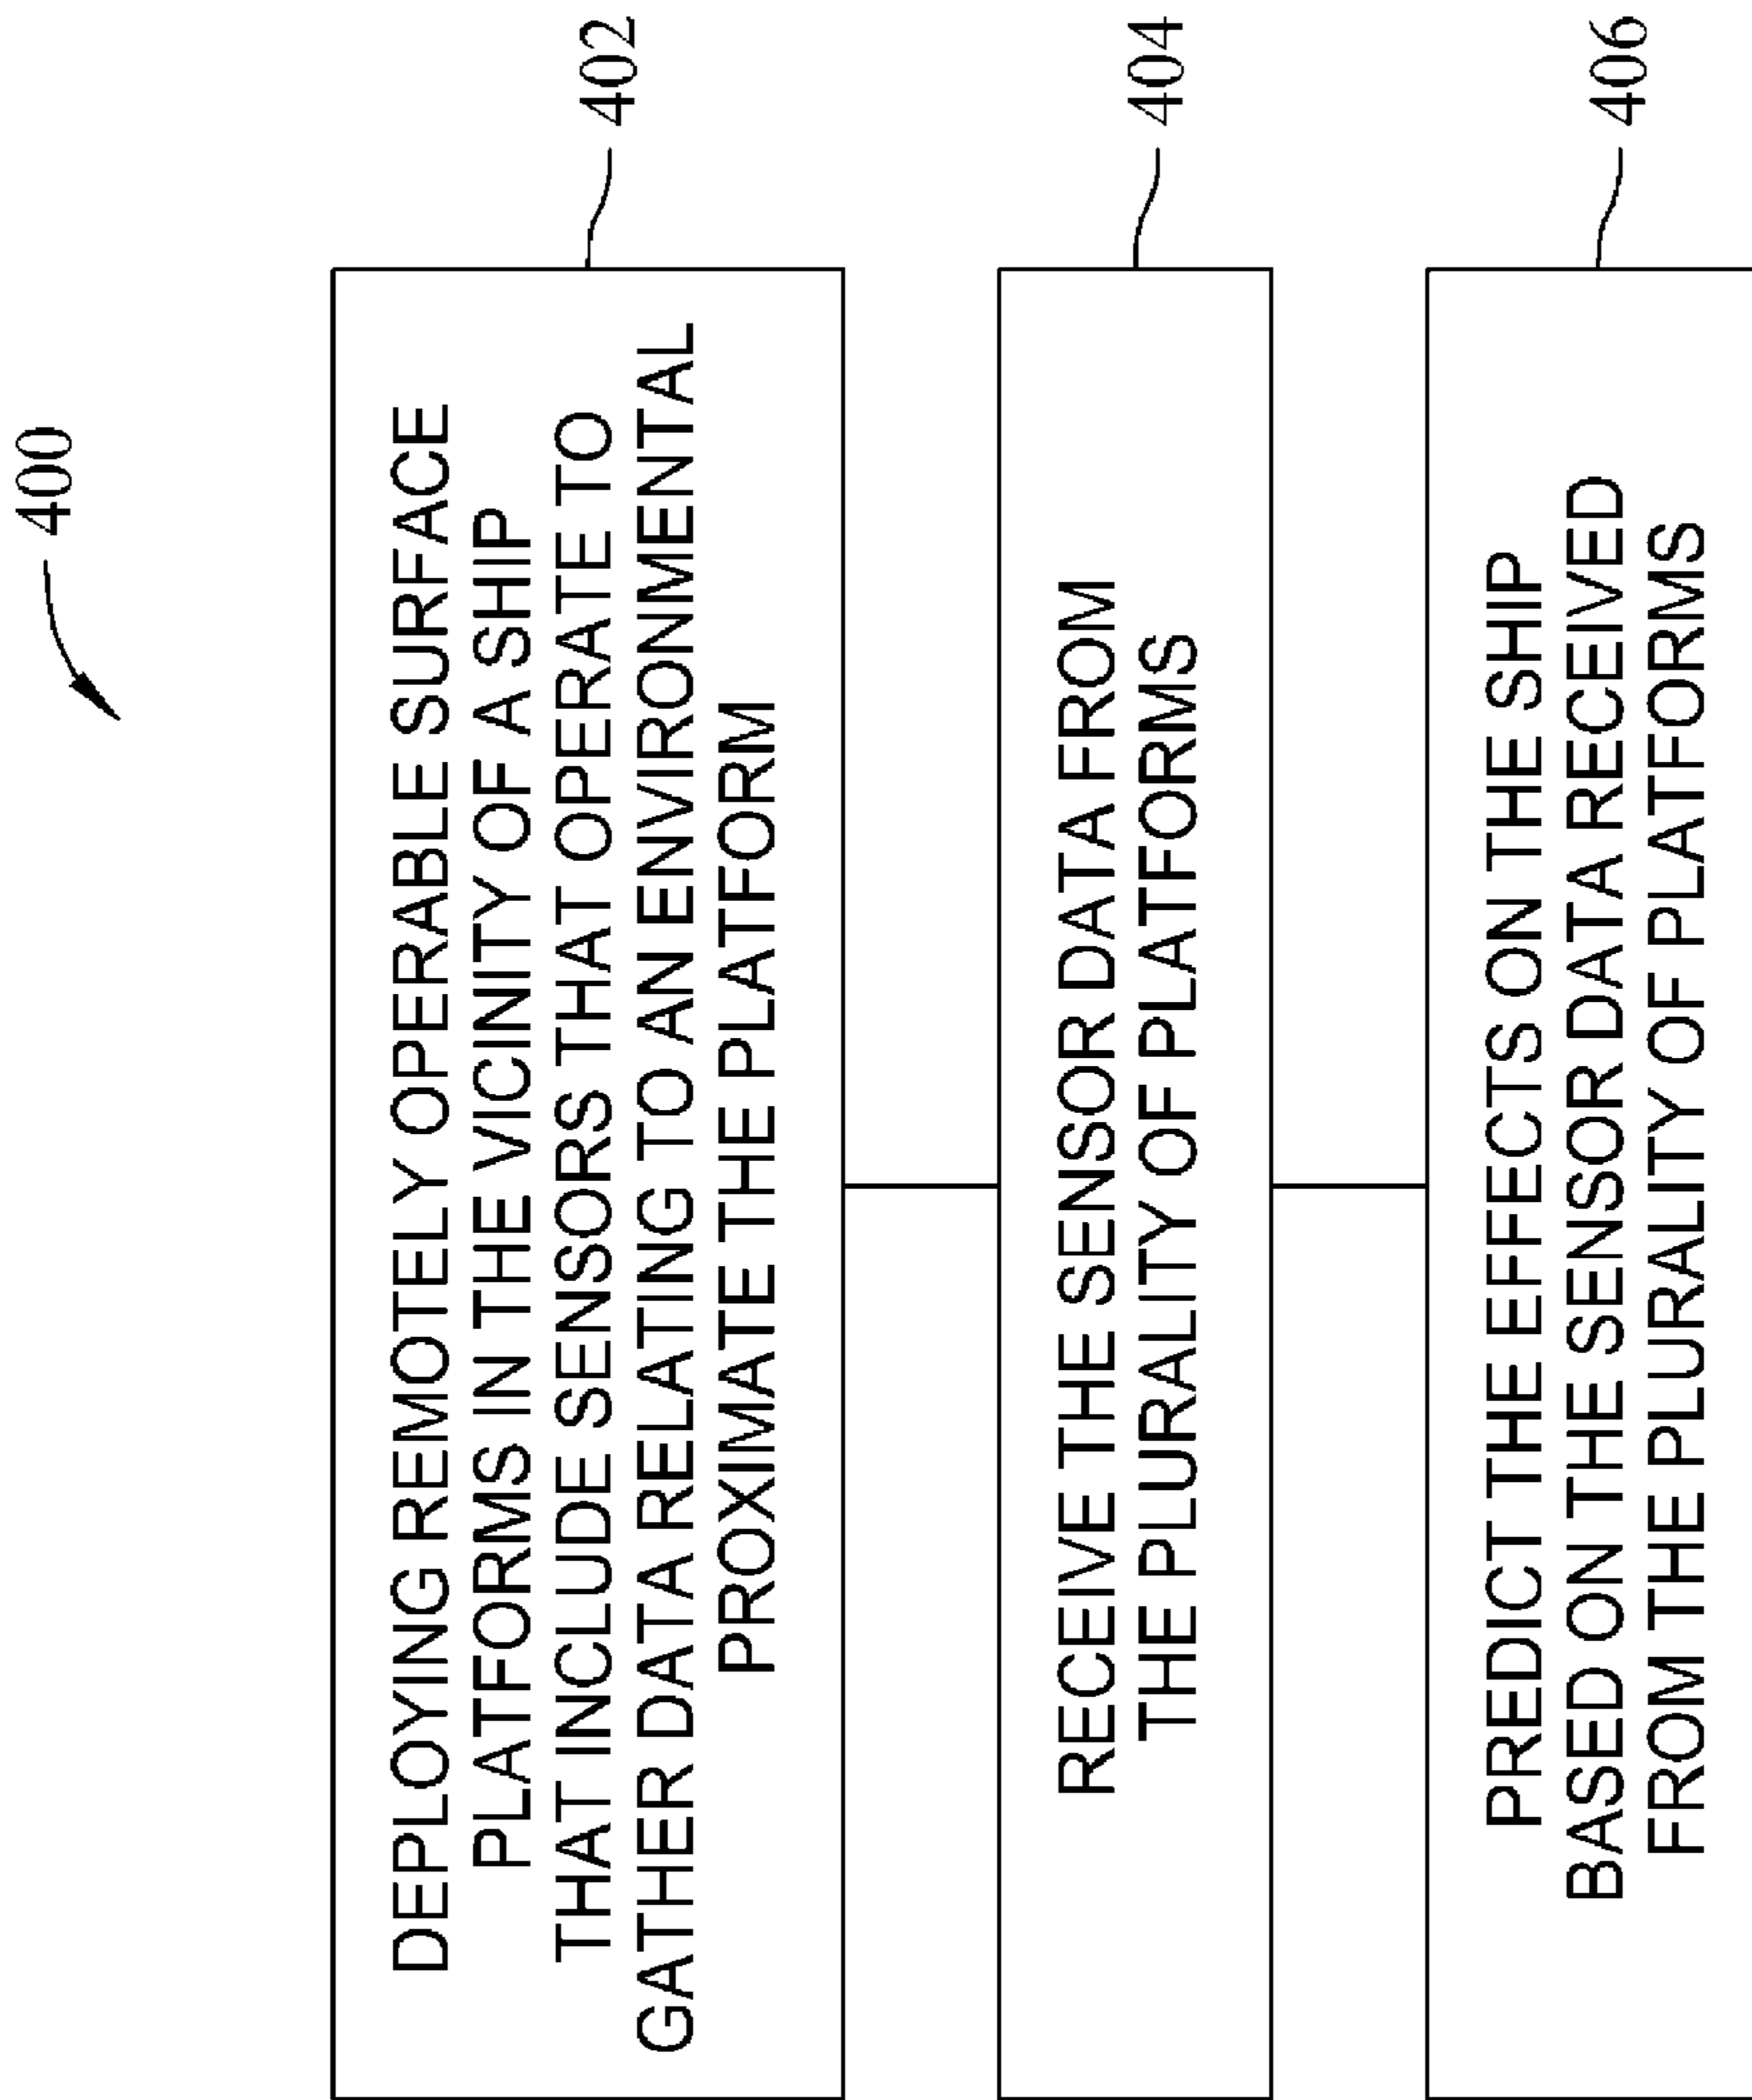 400
DEPLOYING REMOTELY OPERABLE SURFACE
PLATFORMS IN THE VICINITY OF A SHIP
THAT INCLUDE SENSORS THAT OPERATE TO
GATHER DATA RELATING TO AN ENVIRONMENTAL
PROXIMATE THE PLATFORM
402
RECEIVE THE SENSOR DATA FROM
THE PLURALITY OF PLATFORMS
404
PREDICT THE EFFECTS ON THE SHIP
BASED ON THE SENSOR DATA RECEIVED
FROM THE PLURALITY OF PLATFORMS
406